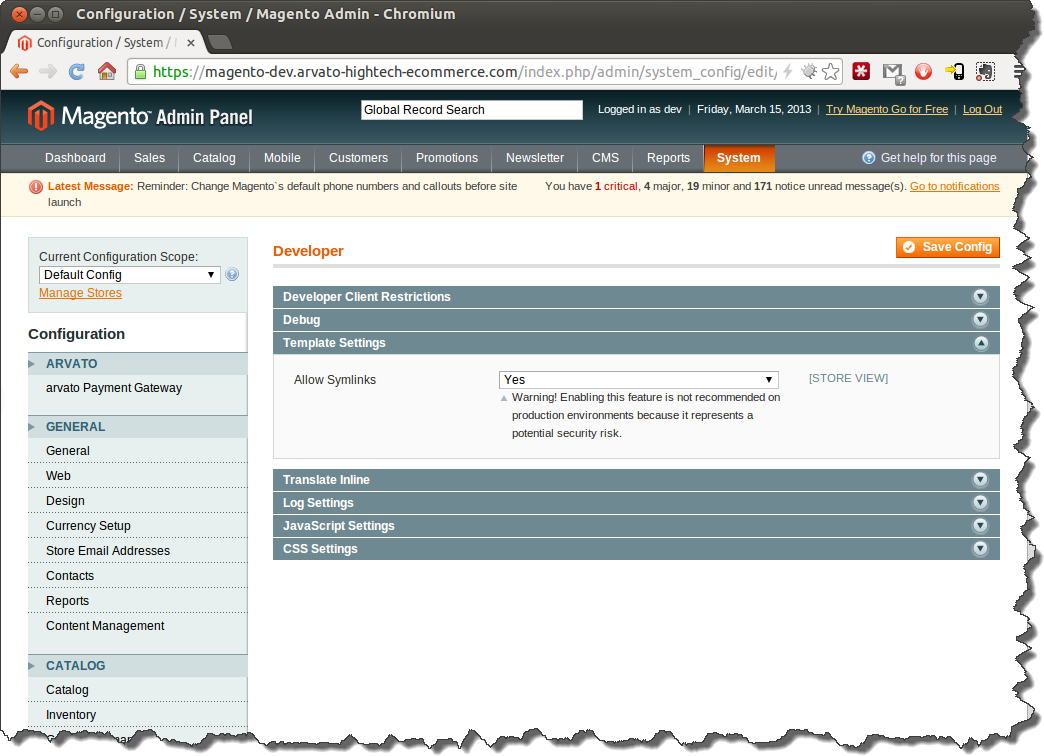 Configuration / System / Magento Admin - Chromium
Configuration / System /
https://magento-dev.arvato-hightech-ecommerce.com/index.php/admin/system_config/edit/
Magento™ Admin Panel
Global Record Search
Logged in as dev | Friday, March 15, 2013 | Try Magento Go for Free | Log Out
Dashboard Sales Catalog Mobile Customers Promotions Newsletter CMS Reports System Get help for this page
Latest Message: Reminder: Change Magento`s default phone numbers and callouts before site
launch
You have 1 critical, 4 major, 19 minor and 171 notice unread message(s). Go to notifications
Current Configuration Scope:
Default Config
Manage Stores
Configuration
ARVATO
arvato Payment Gateway
GENERAL
General
Web
Design
Currency Setup
Store Email Addresses
Contacts
Reports
Content Management
CATALOG
Catalog
Inventory
Developer
Save Config
Developer Client Restrictions
Debug
Template Settings
Allow Symlinks
Yes
[STORE VIEW]
Warning! Enabling this feature is not recommended on
production environments because it represents a
potential security risk.
Translate Inline
Log Settings
JavaScript Settings
CSS Settings